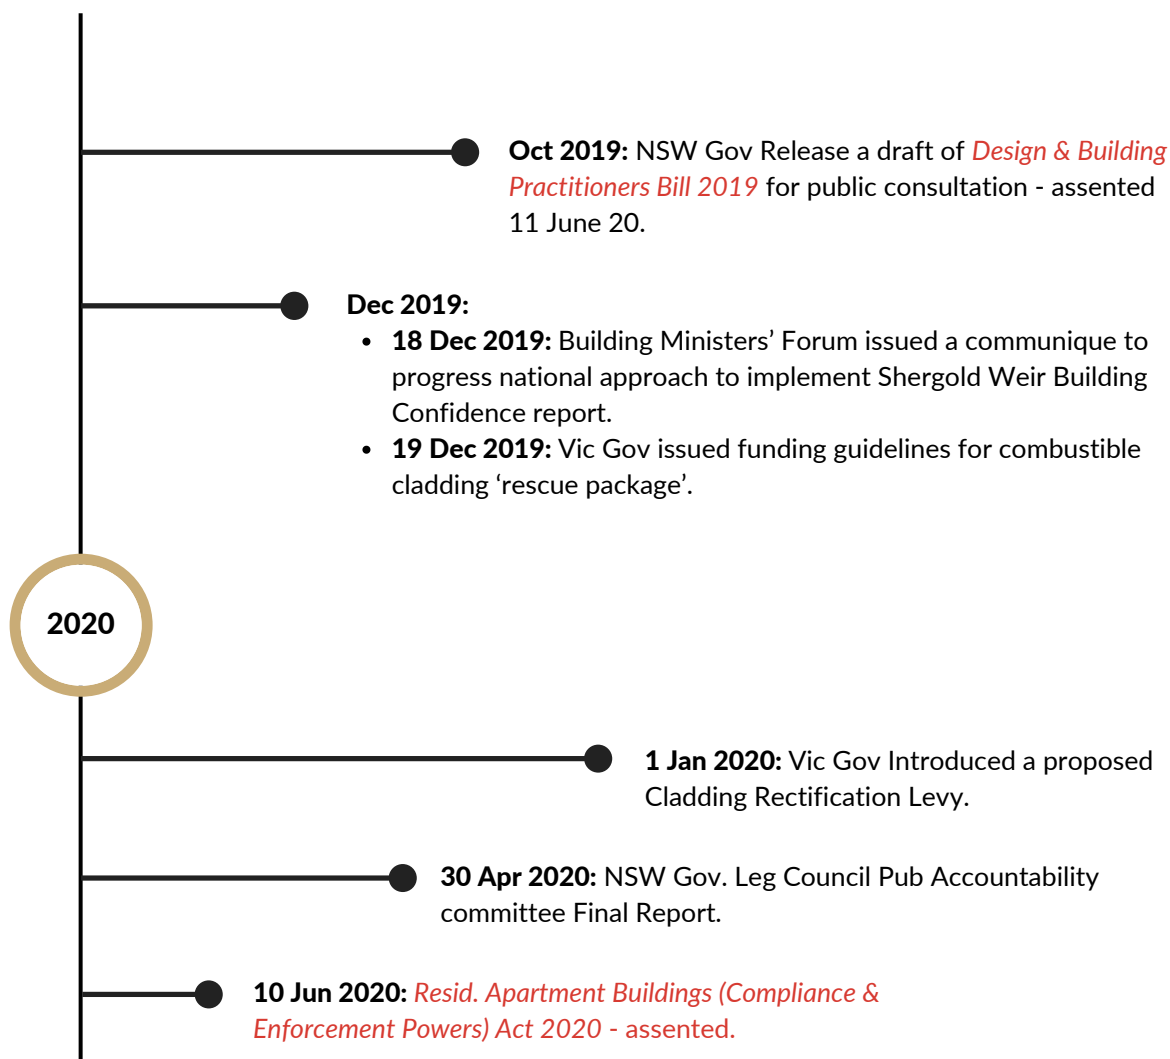 Oct 2019: NSW Gov Release a draft of Design & Building
Practitioners Bill 2019 for public consultation - assented
11 June 20.
Dec 2019:
• 18 Dec 2019: Building Ministers’ Forum issued a communique to
progress national approach to implement Shergold Weir Building
Confidence report.
• 19 Dec 2019: Vic Gov issued funding guidelines for combustible
cladding ‘rescue package’.
2020
1 Jan 2020: Vic Gov Introduced a proposed
Cladding Rectification Levy.
30 Apr 2020: NSW Gov. Leg Council Pub Accountability
committee Final Report.
10 Jun 2020: Resid. Apartment Buildings (Compliance &
Enforcement Powers) Act 2020 - assented.